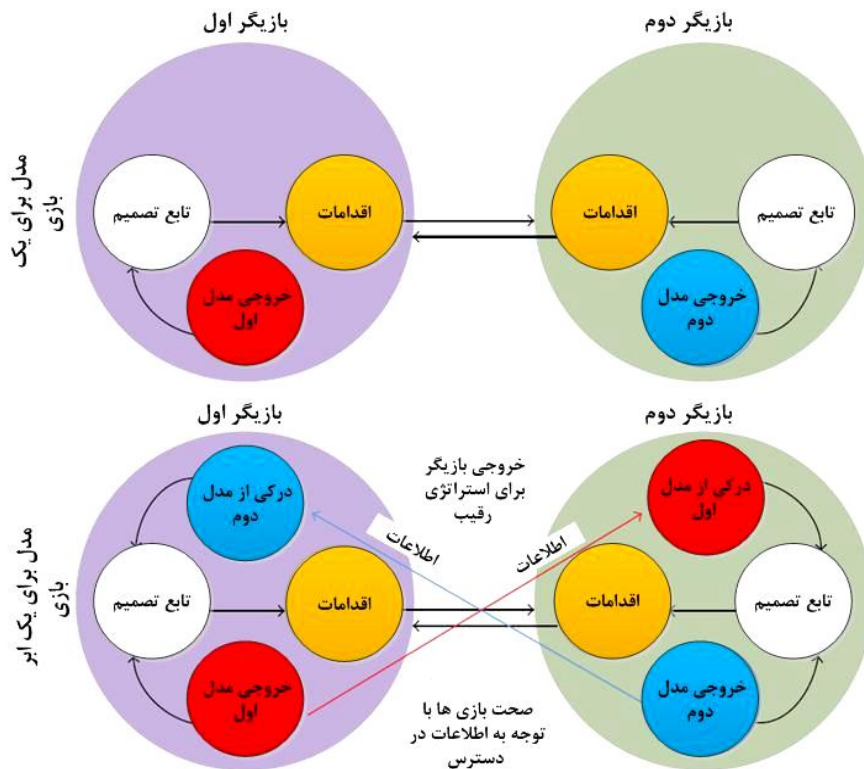 بازیگر دوم
بازیگر اول
مدل برای یک
بازی
تابع تصمیم
اقدامات
اقدامات
تابع تصمیم
خروجی مدل
دوم
خروجی مدل
اول
بازیگر دوم
بازیگر اول
مدل برای یک ابر
بازی
درکی از مدل
اول
خروجی بازیگر
برای استراتژی
رقیب
درکی از مدل
دوم
اطلاعات
اطلاعات
تابع تصمیم
اقدامات
اقدامات
تابع تصمیم
خروجی مدل
دوم
صحت بازی ها با
توجه به اطلاعات در
دسترس
خروجی مدل
اول